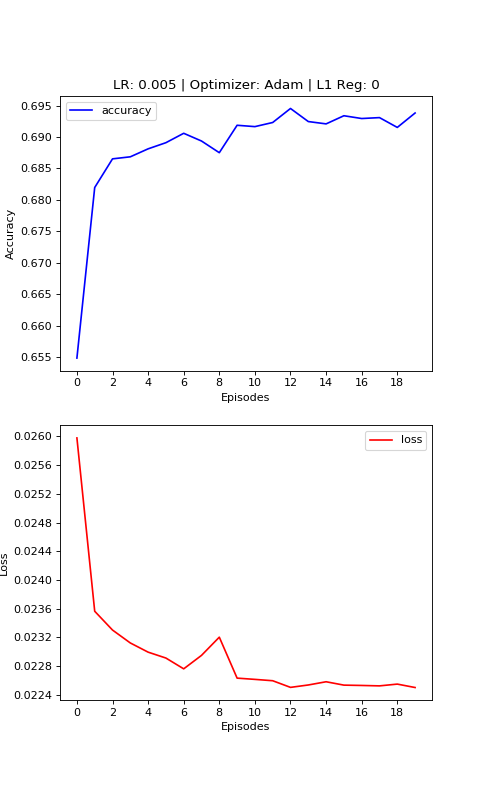 LR: 0.005 | Optimizer: Adam | L1 Reg: 0
accuracy
0.695
0.690
0.685
0.680
0.675
0.670
0.665
0.660
0.655
Accuracy
0 2 4 6 8 10 12 14 16 18
Episodes
loss
0.0260
0.0256
0.0252
0.0248
0.0244
0.0240
0.0236
0.0232
0.0228
0.0224
Loss
0 2 4 6 8 10 12 14 16 18
Episodes